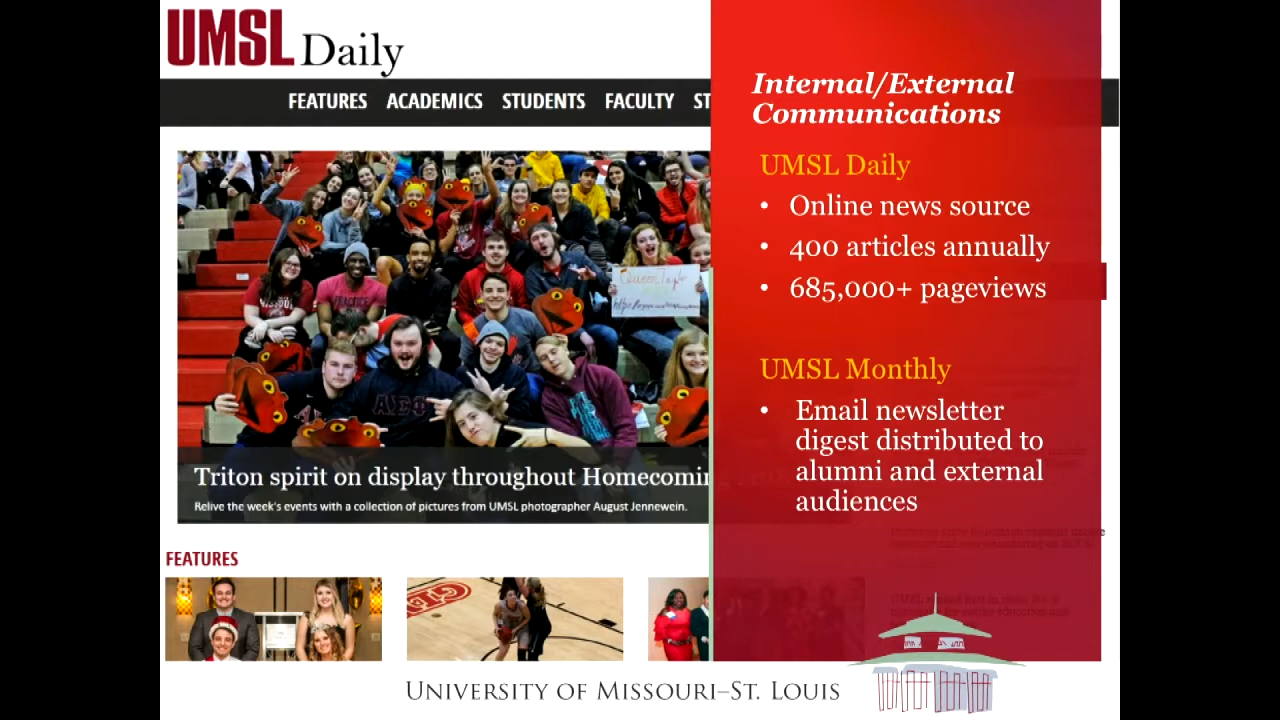 UMSL Daily
FEATURES ACADEMICS STUDENTS FACULTY ST
Triton spirit on display throughout Homecomin
Relive the week's events with a collection of pictures from UMSL photographer August Jennewein.
FEATURES
Internal/External
Communications
UMSL Daily
• Online news source
• 400 articles annually
• 685,000+ pageviews
UMSL Monthly
• Email newsletter
digest distributed to
alumni and external
audiences
UNIVERSITY OF MISSOURI–ST. LOUIS